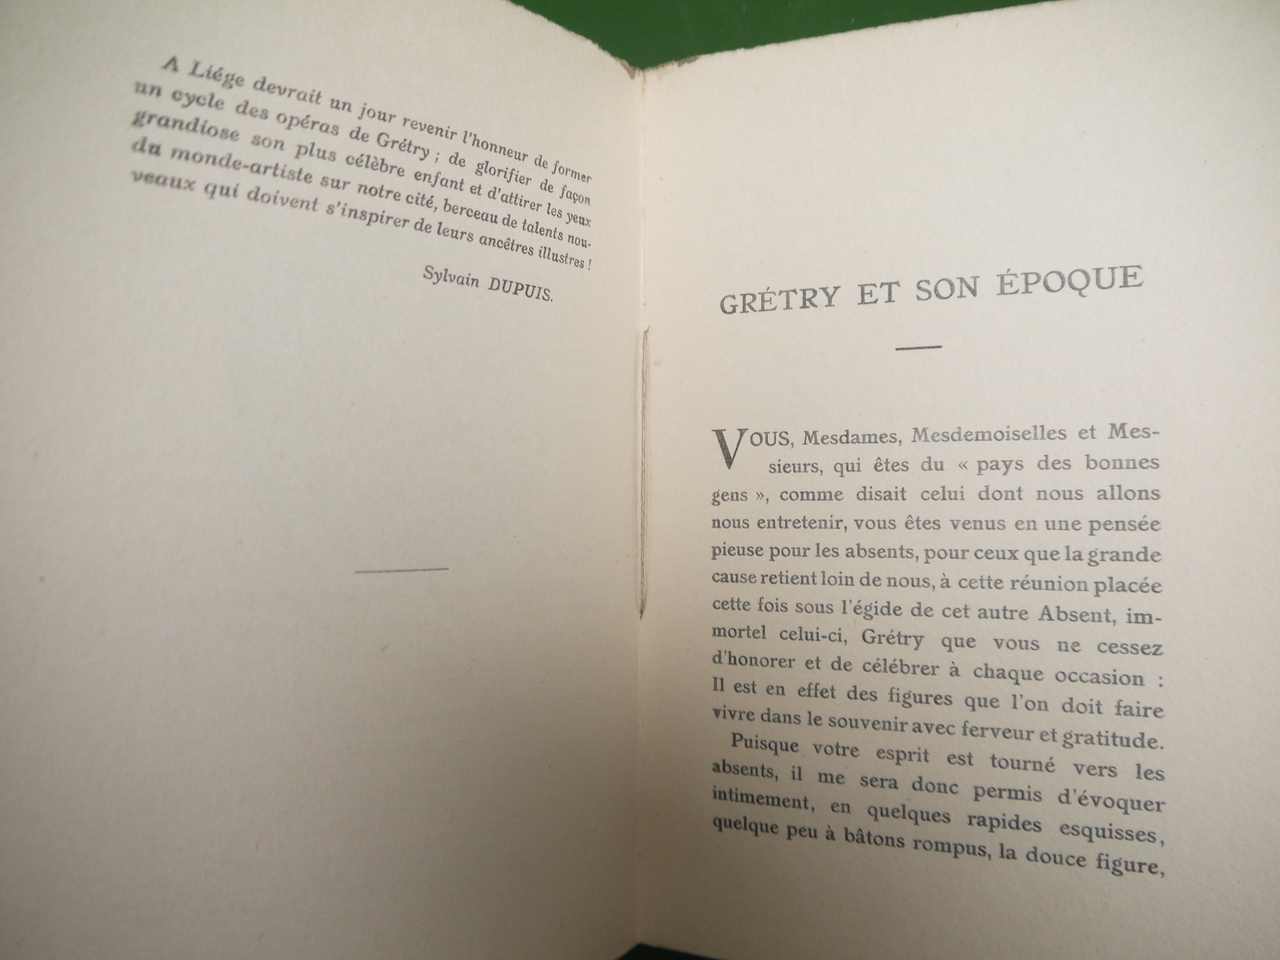 A Liége devrait un jour revenir l'honneur de former
un cycle des opéras de Grétry ; de glorifier de façon
grandiose son plus célèbre enfant et d'attirer les yeux
du monde-artiste sur notre cité, berceau de talents nou-
veaux qui doivent s'inspirer de leurs ancêtres illustres !
Sylvain DUPUIS.
GRÉTRY ET SON ÉPOQUE
VOUS, Mesdames, Mesdemoiselles et Mes-
sieurs, qui êtes du « pays des bonnes
gens », comme disait celui dont nous allons
nous entretenir, vous êtes venus en une pensée
pieuse pour les absents, pour ceux que la grande
cause retient loin de nous, à cette réunion placée
cette fois sous l'égide de cet autre Absent, im-
mortel celui-ci, Grétry que vous ne cessez
d'honorer et de célébrer à chaque occasion :
Il est en effet des figures que l'on doit faire
vivre dans le souvenir avec ferveur et gratitude.
Puisque votre esprit est tourné vers les
absents, il me sera donc permis d'évoquer
intimement, en quelques rapides esquisses,
quelque peu à bâtons rompus, la douce figure,